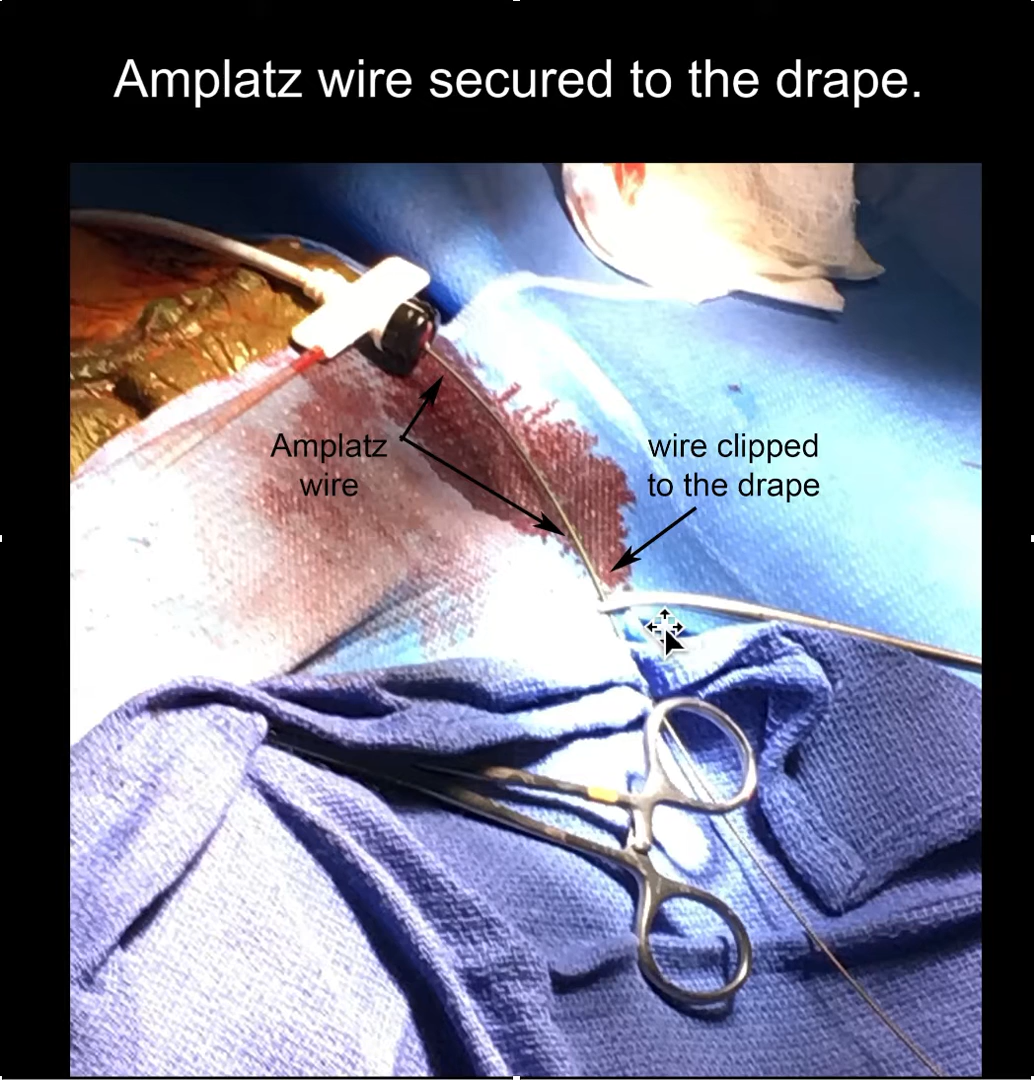 Amplatz wire secured to the drape.
Amplatz
wire
wire clipped
to the drape